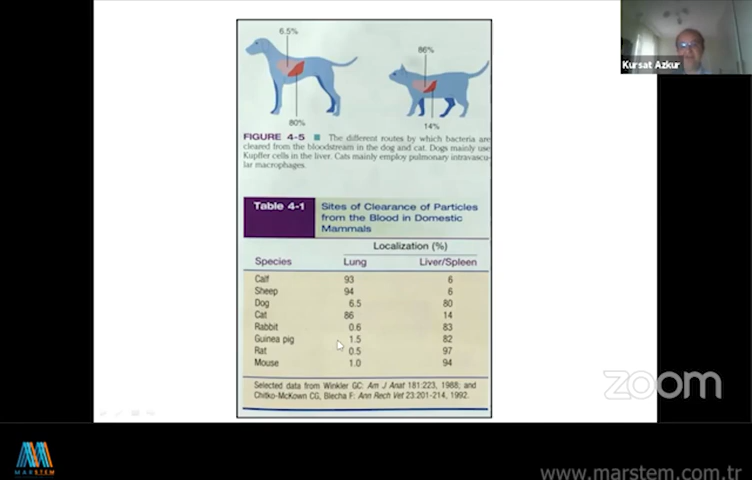 6.5%
86%
80%
14%
FIGURE 4-5 The different routes by which bacteria are
cleared from the bloodstream in the dog and cat. Dogs mainly use
Kupffer cells in the liver. Cats mainly employ pulmonary intravascu-
lar macrophages.
Table 4-1 Sites of Clearance of Particles
from the Blood in Domestic
Mammals
Localization (%)
Species Lung Liver/Spleen
Calf 93 6
Sheep 94 6
Dog 6.5 80
Cat 86 14
Rabbit 0.6 83
Guinea pig 1.5 82
Rat 0.5 97
Mouse 1.0 94
Selected data from Winkler GC: Am J Anat 181:223, 1988; and
Chitko-McKown CG, Blecha F: Ann Rech Vet 23:201-214, 1992.
Kursat Azkur
zoom
MARSTEM
www.marstem.com.tr